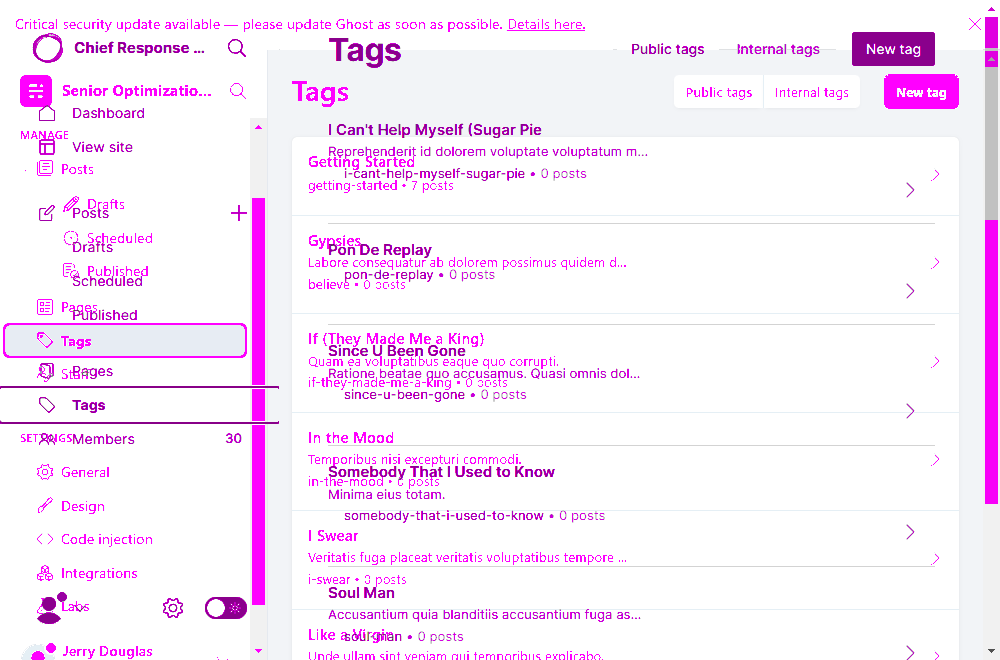 Critical security update available — please update Ghost as soon as possible. Details here.
Chief Response ...
Tags
Public tags
Internal tags
New tag
Senior Optimizatio...
Tags
Public tags
Internal tags
New tag
Dashboard
MANAGE
View site
Posts
Drafts
Posts
Scheduled
Drafts
Published
Scheduled
Pages
Published
Tags
Pages
Tags
Members
30
General
Design
Code injection
Integrations
Labs
Jerry Douglas
I Can't Help Myself (Sugar Pie
Reprehenderit id dolorem voluptate voluptatum m...
Getting Started
i-cant-help-myself-sugar-pie • 0 posts
getting-started • 7 posts
Gypsies
Pon De Replay
Labore consequatur ab dolorem possimus quidem d...
pon-de-replay • 0 posts
believe • 0 posts
If (They Made Me a King)
Since U Been Gone
Quam ea voluptatibus eaque quo corrupti.
Ratione beatae quo accusamus. Quasi omnis dol...
if-they-made-me-a-king • 0 posts
since-u-been-gone • 0 posts
In the Mood
Temporibus nisi excepturi commodi.
Somebody That I Used to Know
in-the-mood • 0 posts
Minima eius totam.
somebody-that-i-used-to-know • 0 posts
I Swear
Veritatis fuga placeat veritatis voluptatibus tempore ...
i-swear • 0 posts
Soul Man
Accusantium quia blanditiis accusantium fuga as...
Like a Virgin
soul-man • 0 posts
Unde ullam sint veniam qui temporibus explicabo.